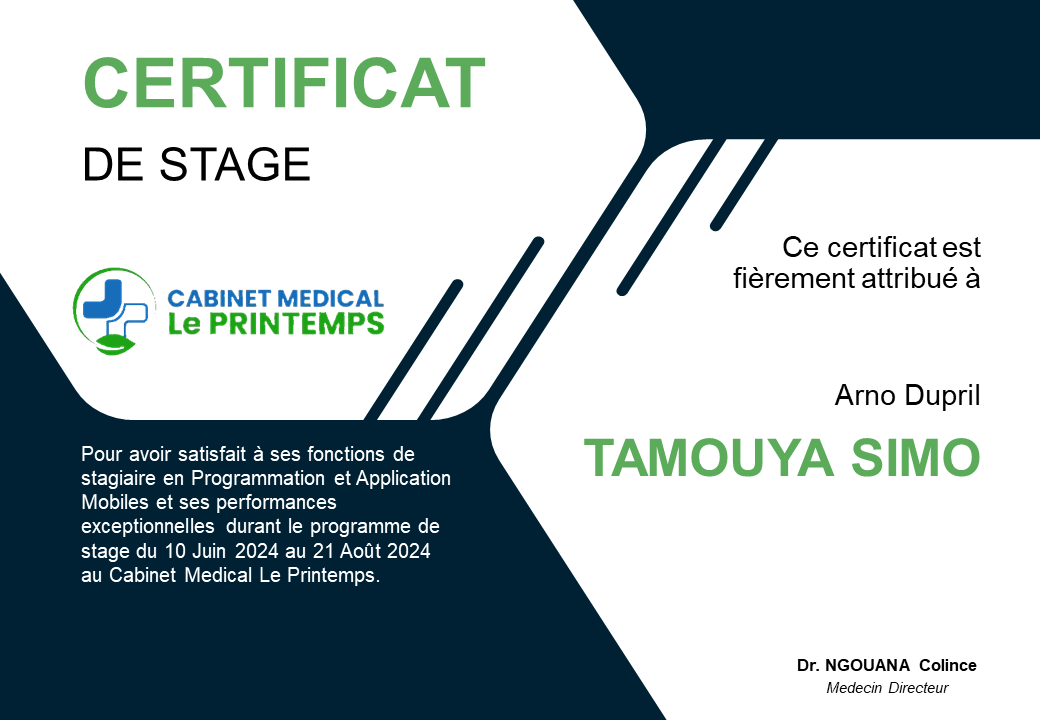 CERTIFICAT
DE STAGE
CABINET MEDICAL
Le PRINTEMPS
Ce certificat est
fièrement attribué à
Arno Dupril
TAMOUYA SIMO
Pour avoir satisfait à ses fonctions de
stagiaire en Programmation et Application
Mobiles et ses performances
exceptionnelles durant le programme de
stage du 10 Juin 2024 au 21 Août 2024
au Cabinet Medical Le Printemps.
Dr. NGOUANA Colince
Medecin Directeur